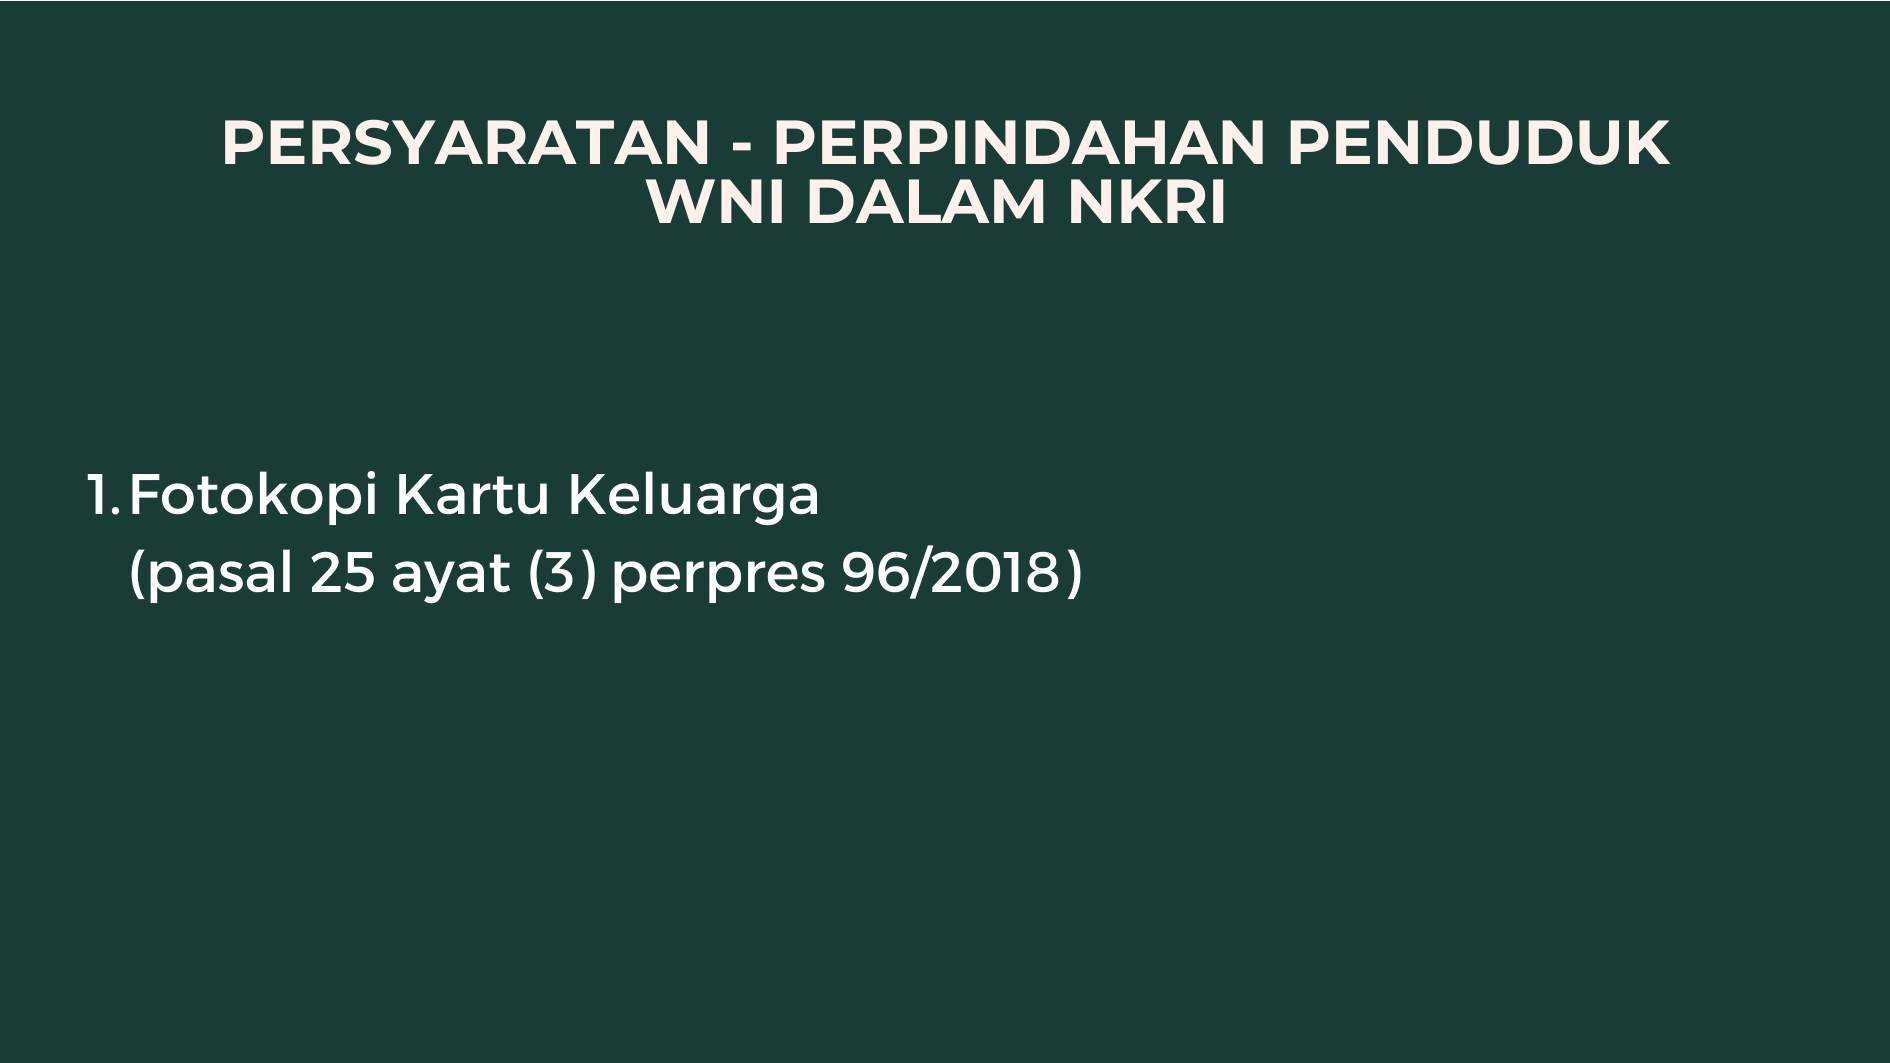 PERSYARATAN - PERPINDAHAN PENDUDUK
WNI DALAM NKRI
1. Fotokopi Kartu Keluarga
(pasal 25 ayat (3) perpres 96/2018)